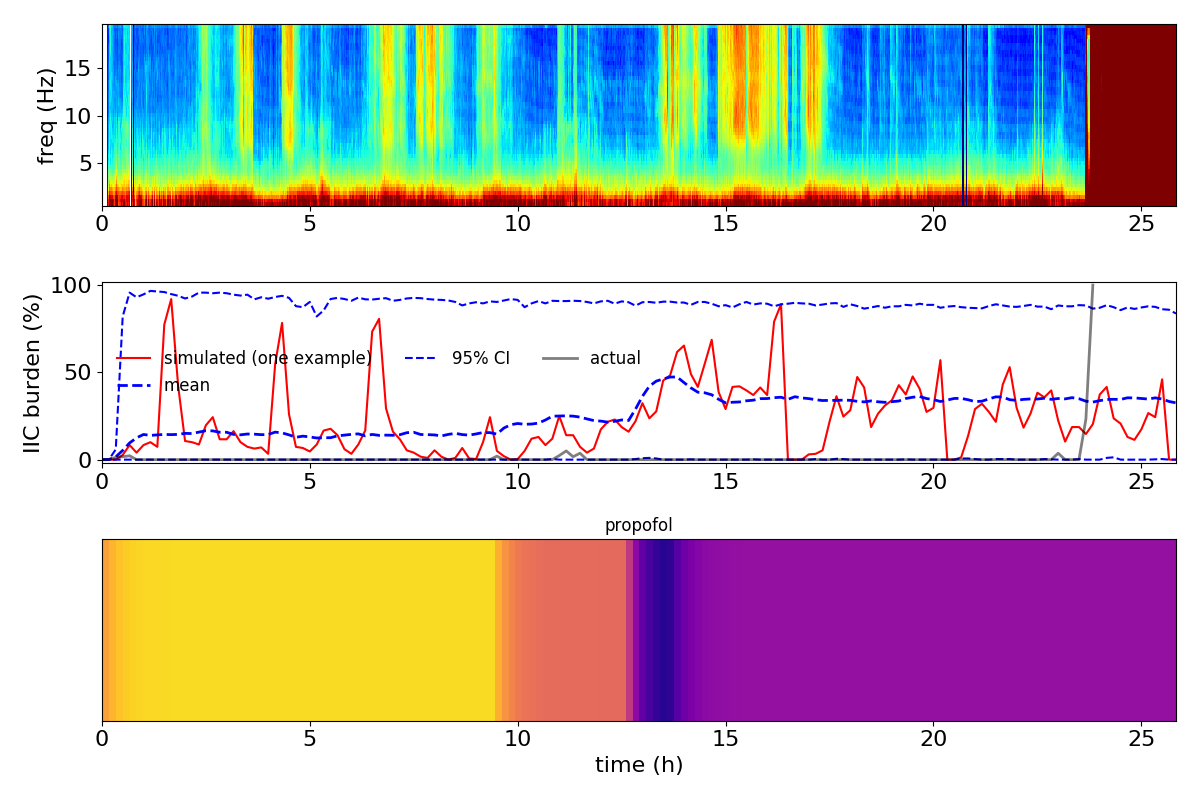 freq (Hz)
15
10
5
0 5 10 15 20 25
IIC burden (%)
100
50
0
simulated (one example) 95% CI actual
mean
0 5 10 15 20 25
propofol
0 5 10 15 20 25
time (h)